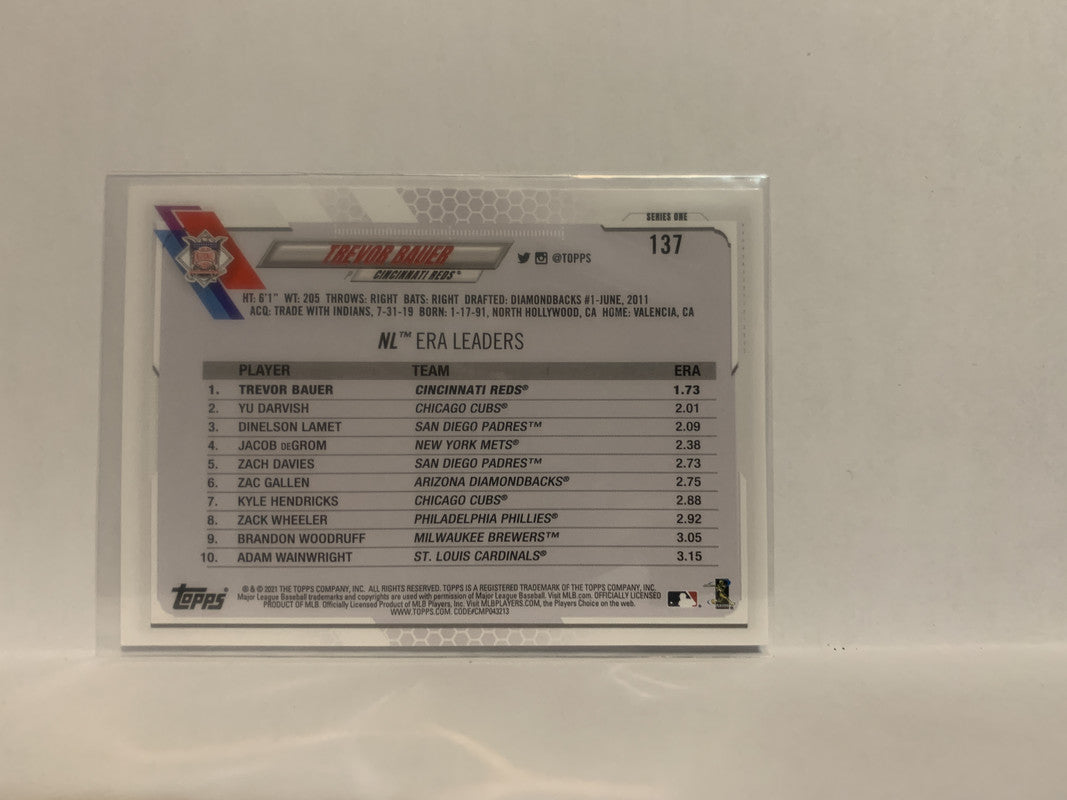 SERIES ONE
137
TREVOR BAUER
@TOPPS
CINCINNATI REDS®
HT: 6'1" WT: 205 THROWS: RIGHT BATS: RIGHT DRAFTED: DIAMONDBACKS #1-JUNE, 2011
ACQ: TRADE WITH INDIANS, 7-31-19 BORN: 1-17-91, NORTH HOLLYWOOD, CA HOME: VALENCIA, CA
NL™ ERA LEADERS
PLAYER TEAM ERA
1. TREVOR BAUER CINCINNATI REDS® 1.73
2. YU DARVISH CHICAGO CUBS® 2.01
3. DINELSON LAMET SAN DIEGO PADRES™ 2.09
4. JACOB DEGROM NEW YORK METS® 2.38
5. ZACH DAVIES SAN DIEGO PADRES™ 2.73
6. ZAC GALLEN ARIZONA DIAMONDBACKS® 2.75
7. KYLE HENDRICKS CHICAGO CUBS® 2.88
8. ZACK WHEELER PHILADELPHIA PHILLIES® 2.92
9. BRANDON WOODRUFF MILWAUKEE BREWERS™ 3.05
10. ADAM WAINWRIGHT ST. LOUIS CARDINALS® 3.15
Topps
® & © 2021 THE TOPPS COMPANY, INC. ALL RIGHTS RESERVED. TOPPS IS A REGISTERED TRADEMARK OF THE TOPPS COMPANY, INC.
Major League Baseball trademarks and copyrights are used with permission of Major League Baseball. Visit MLB.com. OFFICIALLY LICENSED
PRODUCT OF MLB Players, Inc. Visit MLBPLAYERS.COM, the Players Choice on the web.
WWW.TOPPS.COM. CODE#CMP043213